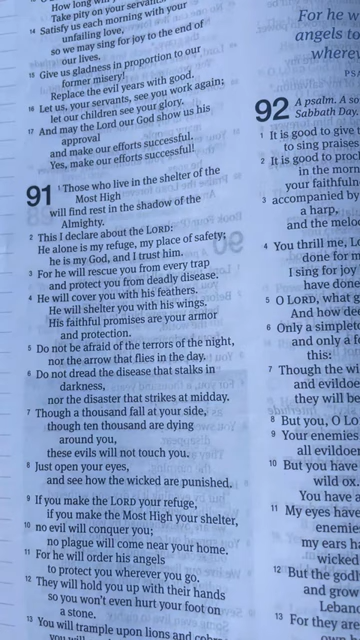 How long will
Take pity on your servants
14 Satisfy us each morning with your
unfailing love,
so we may sing for joy to the end of
our lives.
15 Give us gladness in proportion to our
former misery!
Replace the evil years with good.
16 Let us, your servants, see you work again;
let our children see your glory.
17 And may the Lord our God show us his
approval
and make our efforts successful.
Yes, make our efforts successful!
91
1 Those who live in the shelter of the
Most High
will find rest in the shadow of the
Almighty.
2 This I declare about the LORD:
He alone is my refuge, my place of safety;
he is my God, and I trust him.
3 For he will rescue you from every trap
and protect you from deadly disease.
4 He will cover you with his feathers.
He will shelter you with his wings.
His faithful promises are your armor
and protection.
5 Do not be afraid of the terrors of the night,
nor the arrow that flies in the day.
6 Do not dread the disease that stalks in
darkness,
nor the disaster that strikes at midday.
7 Though a thousand fall at your side,
though ten thousand are dying
around you,
these evils will not touch you.
8 Just open your eyes,
and see how the wicked are punished.
9 If you make the LORD your refuge,
if you make the Most High your shelter,
10 no evil will conquer you;
no plague will come near your home.
11 For he will order his angels
to protect you wherever you go.
12 They will hold you up with their hands
so you won't even hurt your foot on
a stone.
13 You will trample upon lions and
For he w
angels to
wherev
PS
92
A psalm. A so
Sabbath Day.
1 It is good to give
to sing praises
2 It is good to proc
in the morn
your faithfuln
3 accompanied by
a harp,
and the melo
4 You thrill me, Lo
done for m
I sing for joy
have done
5 O LORD, what g
And how de
6 Only a simplet
and only a fo
this:
7 Though the wi
and evildoe
they will be
8 But you, O Lo
9 Your enemies
all evildoer
10 But you have
wild ox.
You have a
11 My eyes have
enemie
my ears ha
wicked
12 But the godl
and grow
Leban
13 For they are